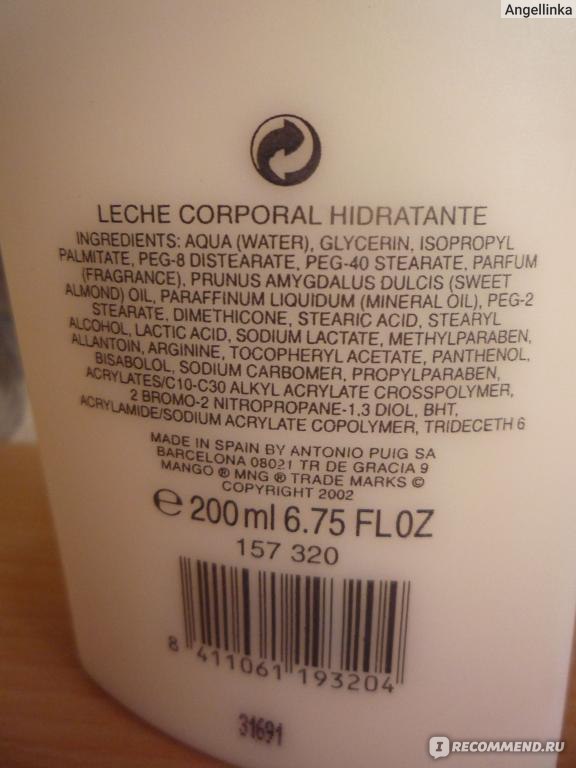 Angellinka
LECHE CORPORAL HIDRATANTE
INGREDIENTS: AQUA (WATER), GLYCERIN, ISOPROPYL
PALMITATE, PEG-8 DISTEARATE, PEG-40 STEARATE, PARFUM
(FRAGRANCE), PRUNUS AMYGDALUS DULCIS (SWEET
ALMOND) OIL, PARAFFINUM LIQUIDUM (MINERAL OIL), PEG-2
STEARATE, DIMETHICONE, STEARIC ACID, STEARYL
ALCOHOL, LACTIC ACID, SODIUM LACTATE, METHYLPARABEN,
ALLANTOIN, ARGININE, TOCOPHERYL ACETATE, PANTHENOL,
BISABOLOL, SODIUM CARBOMER, PROPYLPARABEN,
ACRYLATES/C10-C30 ALKYL ACRYLATE CROSSPOLYMER,
2 BROMO-2 NITROPROPANE-1.3 DIOL, BHT,
ACRYLAMIDE/SODIUM ACRYLATE COPOLYMER, TRIDECETH 6
MADE IN SPAIN BY ANTONIO PUIG SA
BARCELONA 08021 TR DE GRACIA 9
MANGO ® MNG ® TRADE MARKS ©
COPYRIGHT 2002
℮ 200 ml 6.75 FL0Z
157 320
8 411061 193204
31691
IRECOMMEND.RU